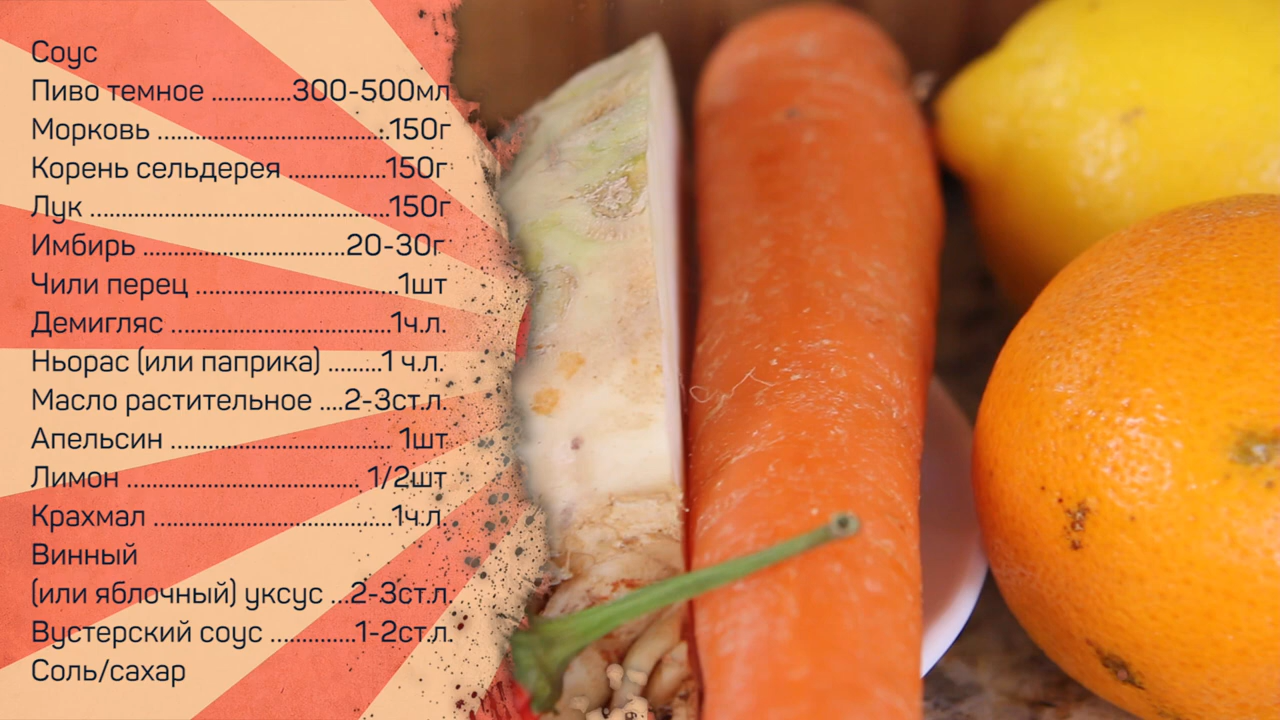 Соус
Пиво темное ............300-500мл
Морковь ....................................150г
Корень сельдерея ...............150г
Лук ...............................................150г
Имбирь ................................20-30г
Чили перец ................................1шт
Демигляс ...................................1ч.л.
Ньорас (или паприка) .........1 ч.л.
Масло растительное ....2-3ст.л.
Апельсин ................................... 1шт
Лимон ..................................... 1/2шт
Крахмал ......................................1ч.л.
Винный
(или яблочный) уксус ...2-3ст.л.
Вустерский соус .............1-2ст.л.
Соль/сахар